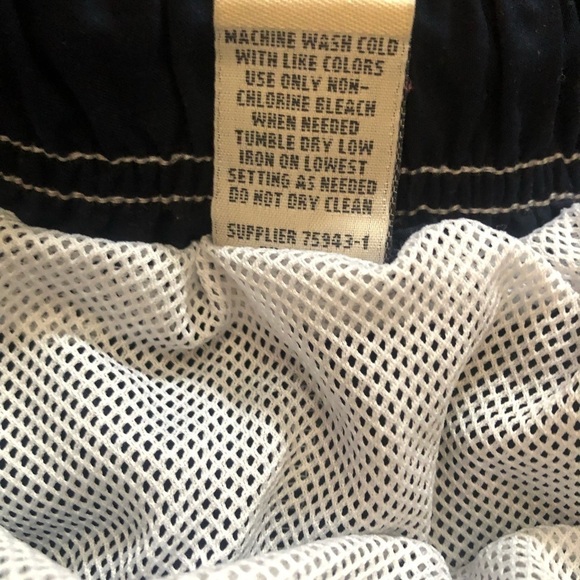 MACHINE WASH COLD
WITH LIKE COLORS
USE ONLY NON-
CHLORINE BLEACH
WHEN NEEDED
TUMBLE DRY LOW
IRON ON LOWEST
SETTING AS NEEDED
DO NOT DRY CLEAN
SUPPLIER 75943-1